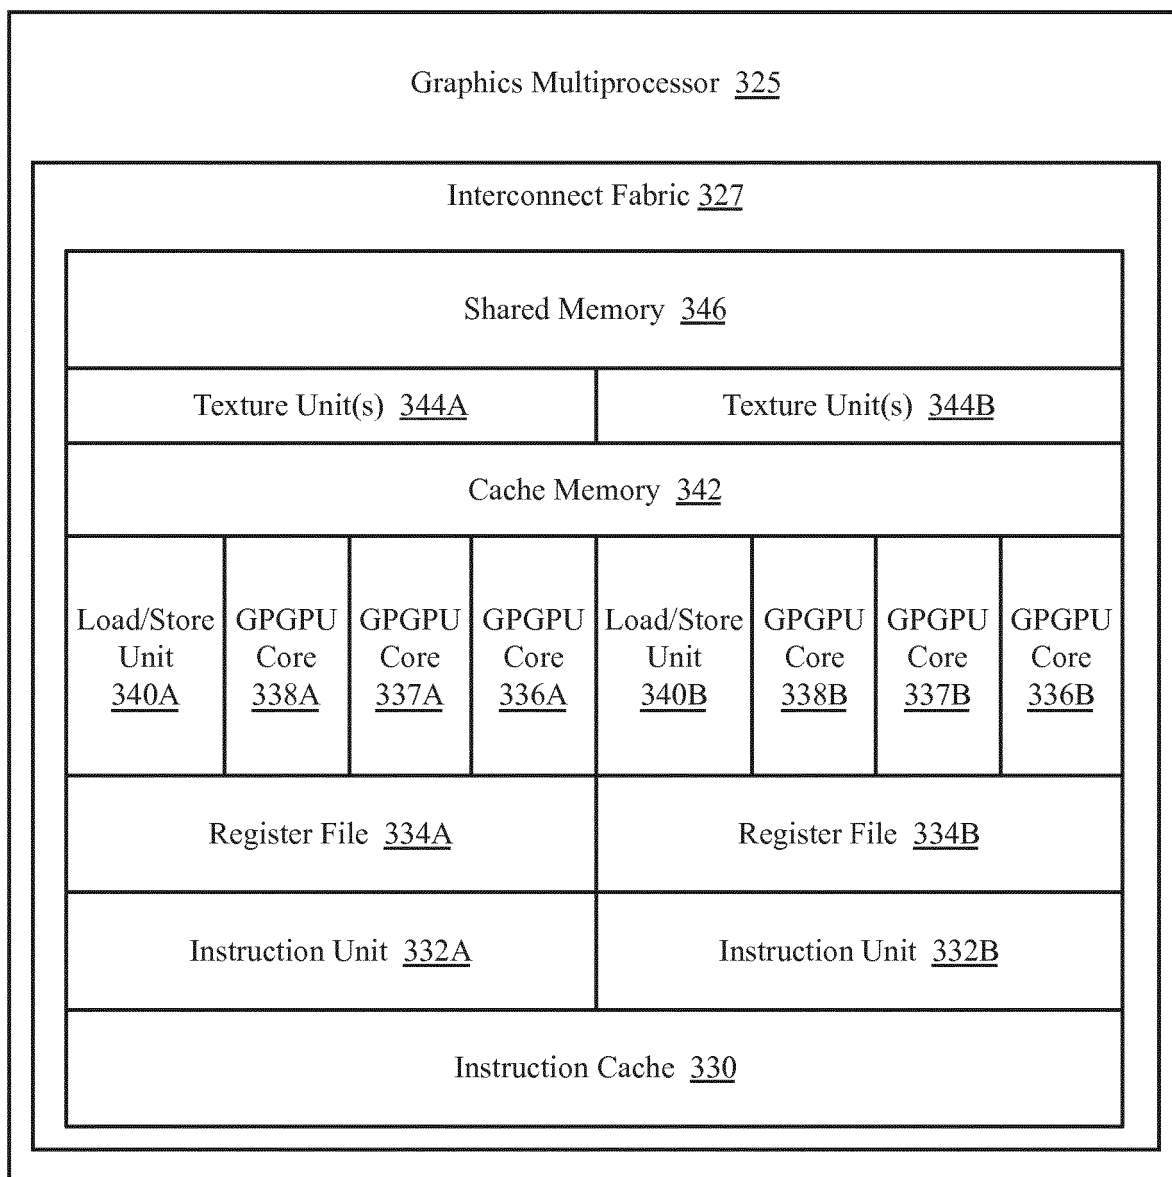 Graphics Multiprocessor 325
Interconnect Fabric 327
Shared Memory 346
Texture Unit(s) 344A
Texture Unit(s) 344B
Cache Memory 342
Load/Store
Unit
340A
GPGPU
Core
338A
GPGPU
Core
337A
GPGPU
Core
336A
Load/Store
Unit
340B
GPGPU
Core
338B
GPGPU
Core
337B
GPGPU
Core
336B
Register File 334A
Register File 334B
Instruction Unit 332A
Instruction Unit 332B
Instruction Cache 330